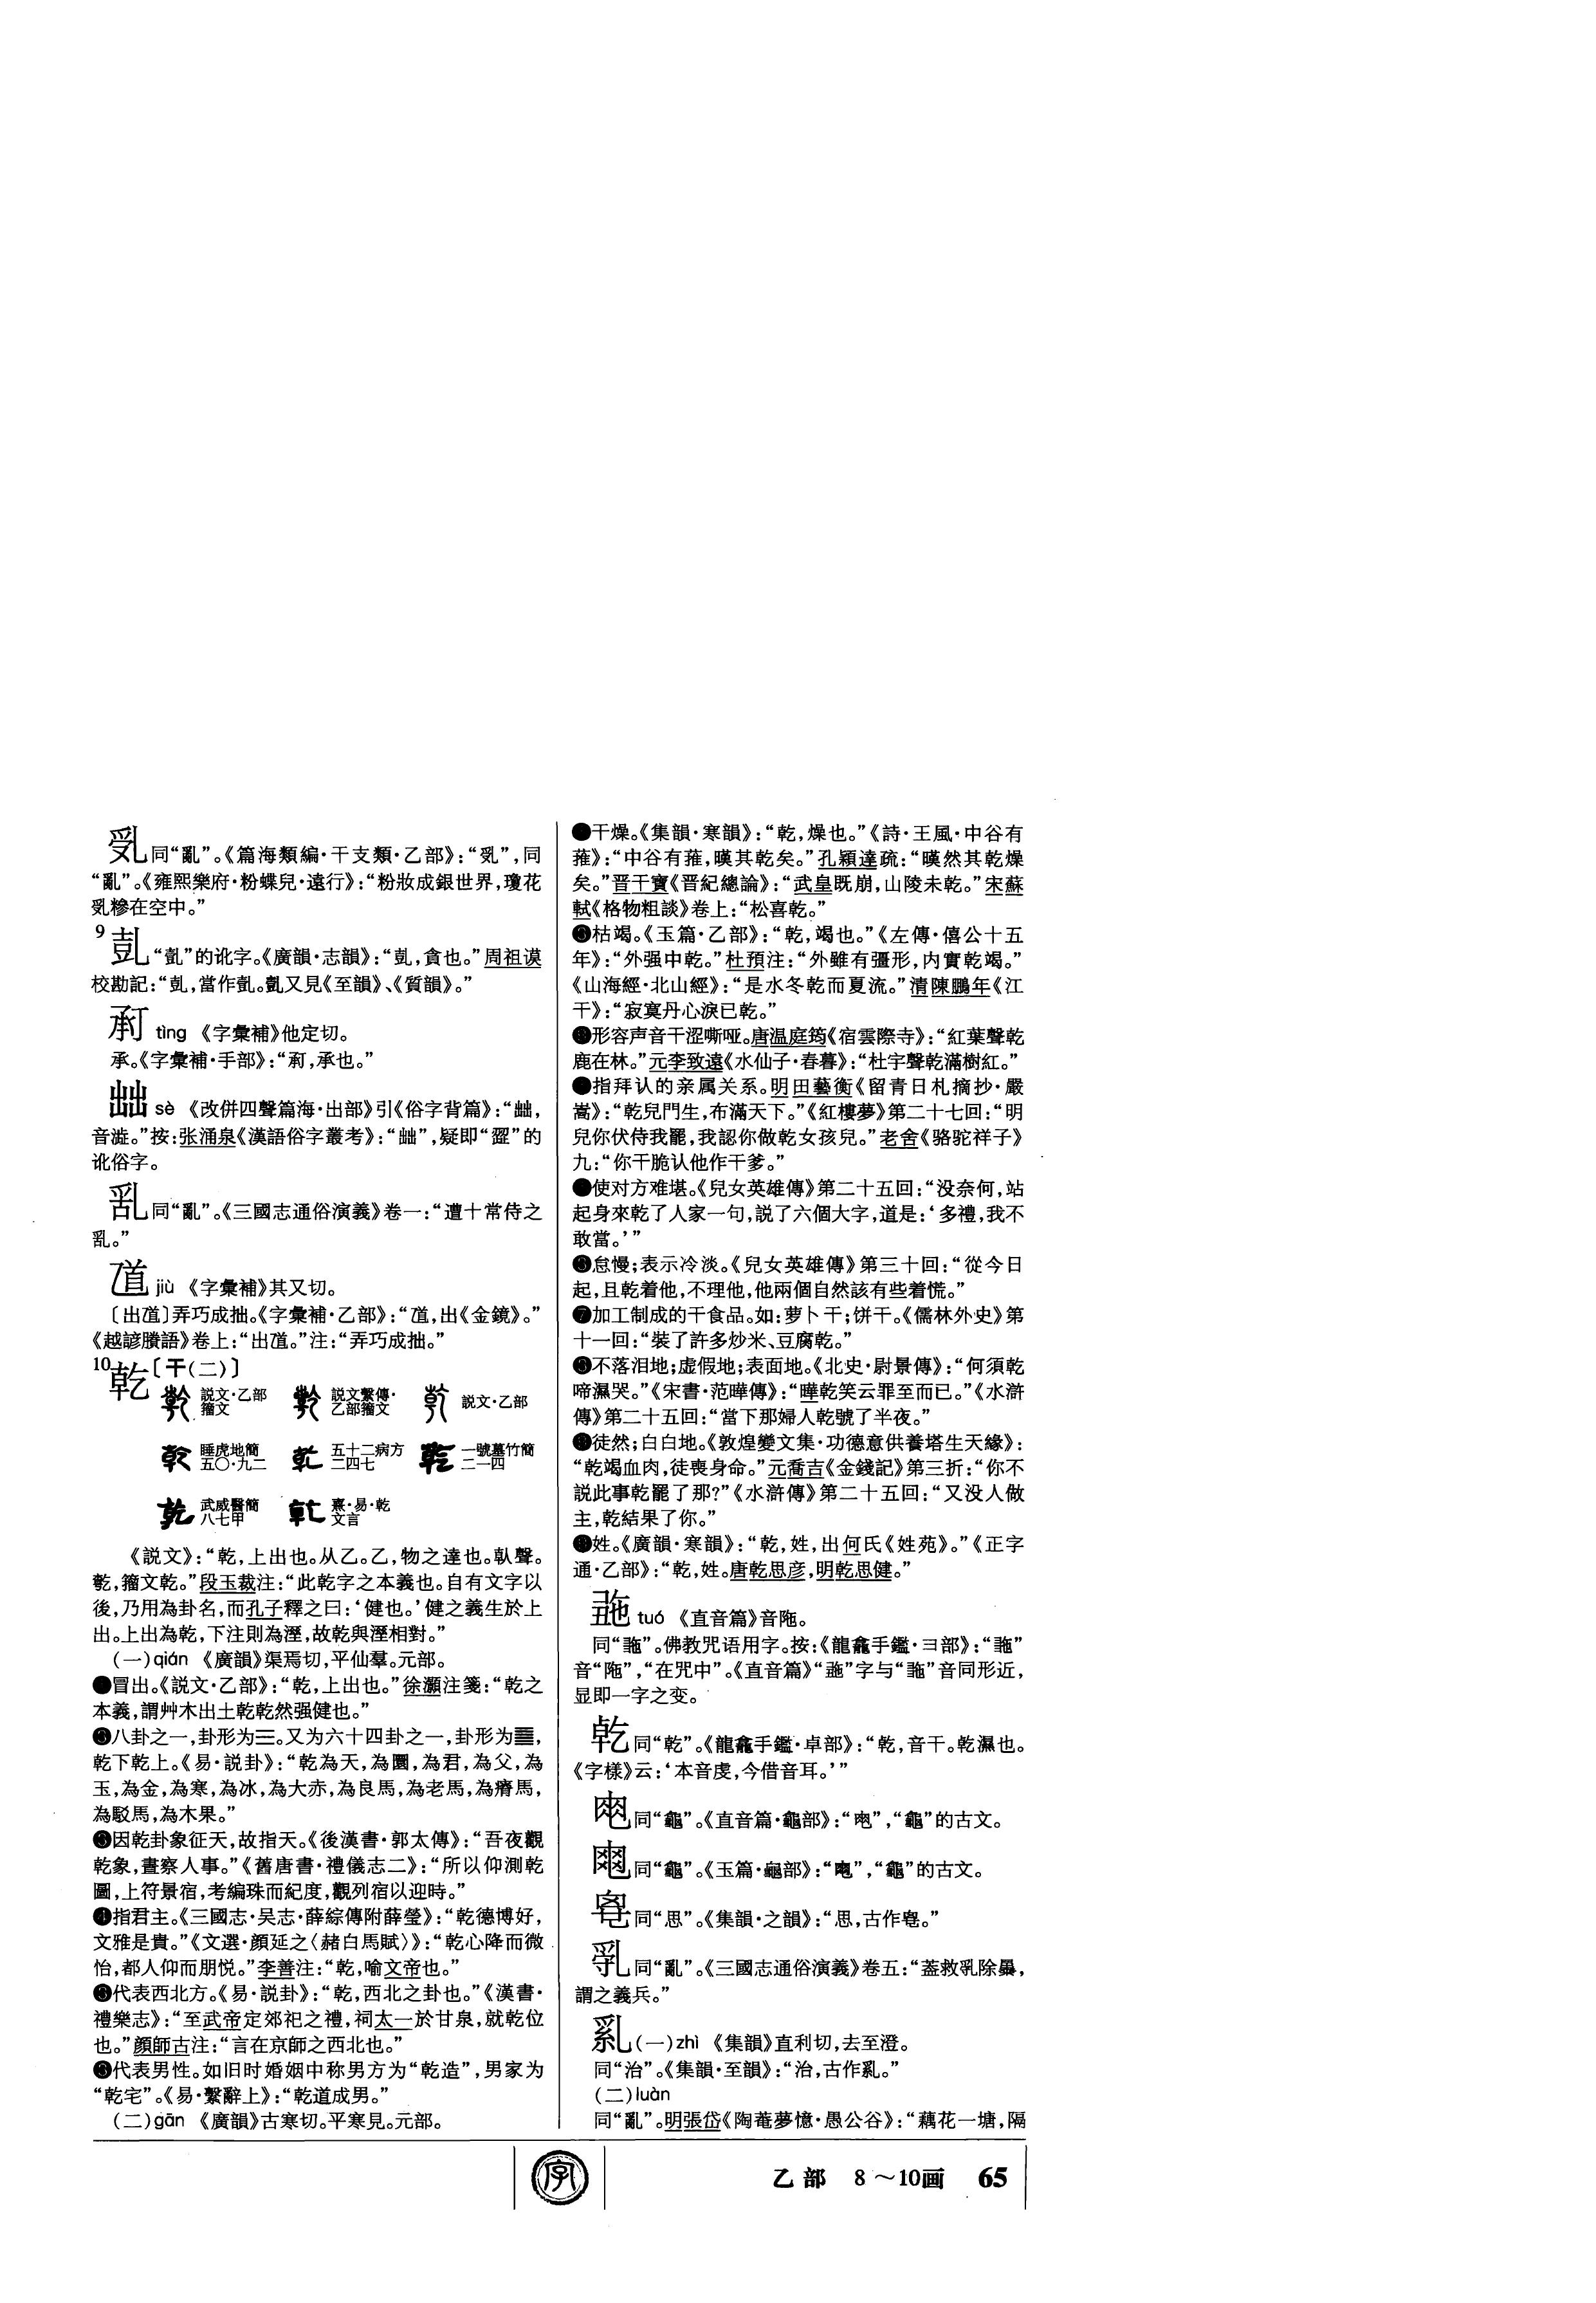 同“亂”。《篇海類編·干支類·乙部》：“乿”，同
“亂”。《雍熙樂府·粉蝶兒·遠行》：“粉妝成銀世界，瓊花
糝在空中。”
9
“亄”的讹字。《廣韻·志韻》：“，貪也。”周祖谟
校勘記：“，當作亄。亄又見《至韻》、《質韻》。”
tìng 《字彙補》他定切。
承。《字彙補·手部》：“，承也。”
sè 《改併四聲篇海·出部》引《俗字背篇》：“，
音澁。”按：张涌泉《漢語俗字叢考》：“”，疑即“歰”的
讹俗字。
同“亂”。《三國志通俗演義》卷一：“遭十常侍之
。”
jiù 《字彙補》其又切。
〔出〕弄巧成拙。《字彙補·乙部》：“，出《金鏡》。”
《越諺賸語》卷上：“出。”注：“弄巧成拙。”
10 乾〔干(二)〕
説文·乙部 説文繫傳· 説文·乙部
籀文 乙部籀文
睡虎地簡 五十二病方 一號墓竹簡
五〇·九二 二四七 二一四
武威醫簡 熹·易·乾
八七甲 文言
《説文》：“乾，上出也。从乙。乙，物之達也。倝聲。
，籀文乾。”段玉裁注：“此乾字之本義也。自有文字以
後，乃用為卦名，而孔子釋之曰：‘健也。’健之義生於上
出。上出為乾，下注則為溼，故乾與溼相對。”
(一)qián 《廣韻》渠焉切，平仙羣。元部。
❶冒出。《説文·乙部》：“乾，上出也。”徐灝注箋：“乾之
本義，謂艸木出土乾乾然强健也。”
❷八卦之一，卦形为☰。又为六十四卦之一，卦形为䷀，
乾下乾上。《易·説卦》：“乾為天，為圜，為君，為父，為
玉，為金，為寒，為冰，為大赤，為良馬，為老馬，為瘠馬，
為駁馬，為木果。”
❸因乾卦象征天，故指天。《後漢書·郭太傳》：“吾夜觀
乾象，晝察人事。”《舊唐書·禮儀志二》：“所以仰測乾
圖，上符景宿，考編珠而紀度，觀列宿以迎時。”
❹指君主。《三國志·吴志·薛綜傳附薛瑩》：“乾德博好，
文雅是貴。”《文選·顔延之〈赭白馬賦〉》：“乾心降而微
怡，都人仰而朋悦。”李善注：“乾，喻文帝也。”
❺代表西北方。《易·説卦》：“乾，西北之卦也。”《漢書·
禮樂志》：“至武帝定郊祀之禮，祠太一於甘泉，就乾位
也。”顔師古注：“言在京師之西北也。”
❻代表男性。如旧时婚姻中称男方为“乾造”，男家为
“乾宅”。《易·繫辭上》：“乾道成男。”
(二)gān 《廣韻》古寒切。平寒見。元部。
❶干燥。《集韻·寒韻》：“乾，燥也。”《詩·王風·中谷有
蓷》：“中谷有蓷，暵其乾矣。”孔穎達疏：“暵然其乾燥
矣。”晋干寶《晋紀總論》：“武皇既崩，山陵未乾。”宋蘇
軾《格物粗談》卷上：“松喜乾。”
❷枯竭。《玉篇·乙部》：“乾，竭也。”《左傳·僖公十五
年》：“外强中乾。”杜預注：“外雖有彊形，内實乾竭。”
《山海經·北山經》：“是水冬乾而夏流。”清陳鵬年《江
干》：“寂寞丹心淚已乾。”
❸形容声音干涩嘶哑。唐温庭筠《宿雲際寺》：“紅葉聲乾
鹿在林。”元李致遠《水仙子·春暮》：“杜宇聲乾滿樹紅。”
❹指拜认的亲属关系。明田藝衡《留青日札摘抄·嚴
嵩》：“乾兒門生，布滿天下。”《紅樓夢》第二十七回：“明
兒你伏侍我罷，我認你做乾女孩兒。”老舍《骆驼祥子》
九：“你干脆认他作干爹。”
❺使对方难堪。《兒女英雄傳》第二十五回：“没奈何，站
起身來乾了人家一句，説了六個大字，道是：‘多禮，我不
敢當。’”
❻怠慢；表示冷淡。《兒女英雄傳》第三十回：“從今日
起，且乾着他，不理他，他兩個自然該有些着慌。”
❼加工制成的干食品。如：萝卜干；饼干。《儒林外史》第
十一回：“裝了許多炒米、豆腐乾。”
❽不落泪地；虚假地；表面地。《北史·尉景傳》：“何須乾
啼濕哭。”《宋書·范曄傳》：“曄乾笑云罪至而已。”《水滸
傳》第二十五回：“當下那婦人乾號了半夜。”
❾徒然；白白地。《敦煌變文集·功德意供養塔生天緣》：
“乾竭血肉，徒喪身命。”元喬吉《金錢記》第三折：“你不
説此事乾罷了那？”《水滸傳》第二十五回：“又没人做
主，乾結果了你。”
❿姓。《廣韻·寒韻》：“乾，姓，出何氏《姓苑》。”《正字
通·乙部》：“乾，姓。唐乾思彦，明乾思健。”
tuó 《直音篇》音陁。
同“”。佛教咒语用字。按：《龍龕手鑑·彐部》：“”
音“陁”，“在咒中”。《直音篇》“”字与“”音同形近，
显即一字之变。
同“乾”。《龍龕手鑑·卓部》：“乹，音干。乾濕也。
《字樣》云：‘本音虔，今借音耳。’”
同“龜”。《直音篇·龜部》：“”，“龜”的古文。
同“龜”。《玉篇·龜部》：“”，“龜”的古文。
同“思”。《集韻·之韻》：“思，古作。”
同“亂”。《三國志通俗演義》卷五：“蓋救除暴，
謂之義兵。”
乿(一)zhì 《集韻》直利切，去至澄。
同“治”。《集韻·至韻》：“治，古作乿。”
(二)luàn
同“亂”。明張岱《陶菴夢憶·愚公谷》：“藕花一塘，隔
字
乙部 8～10画 65